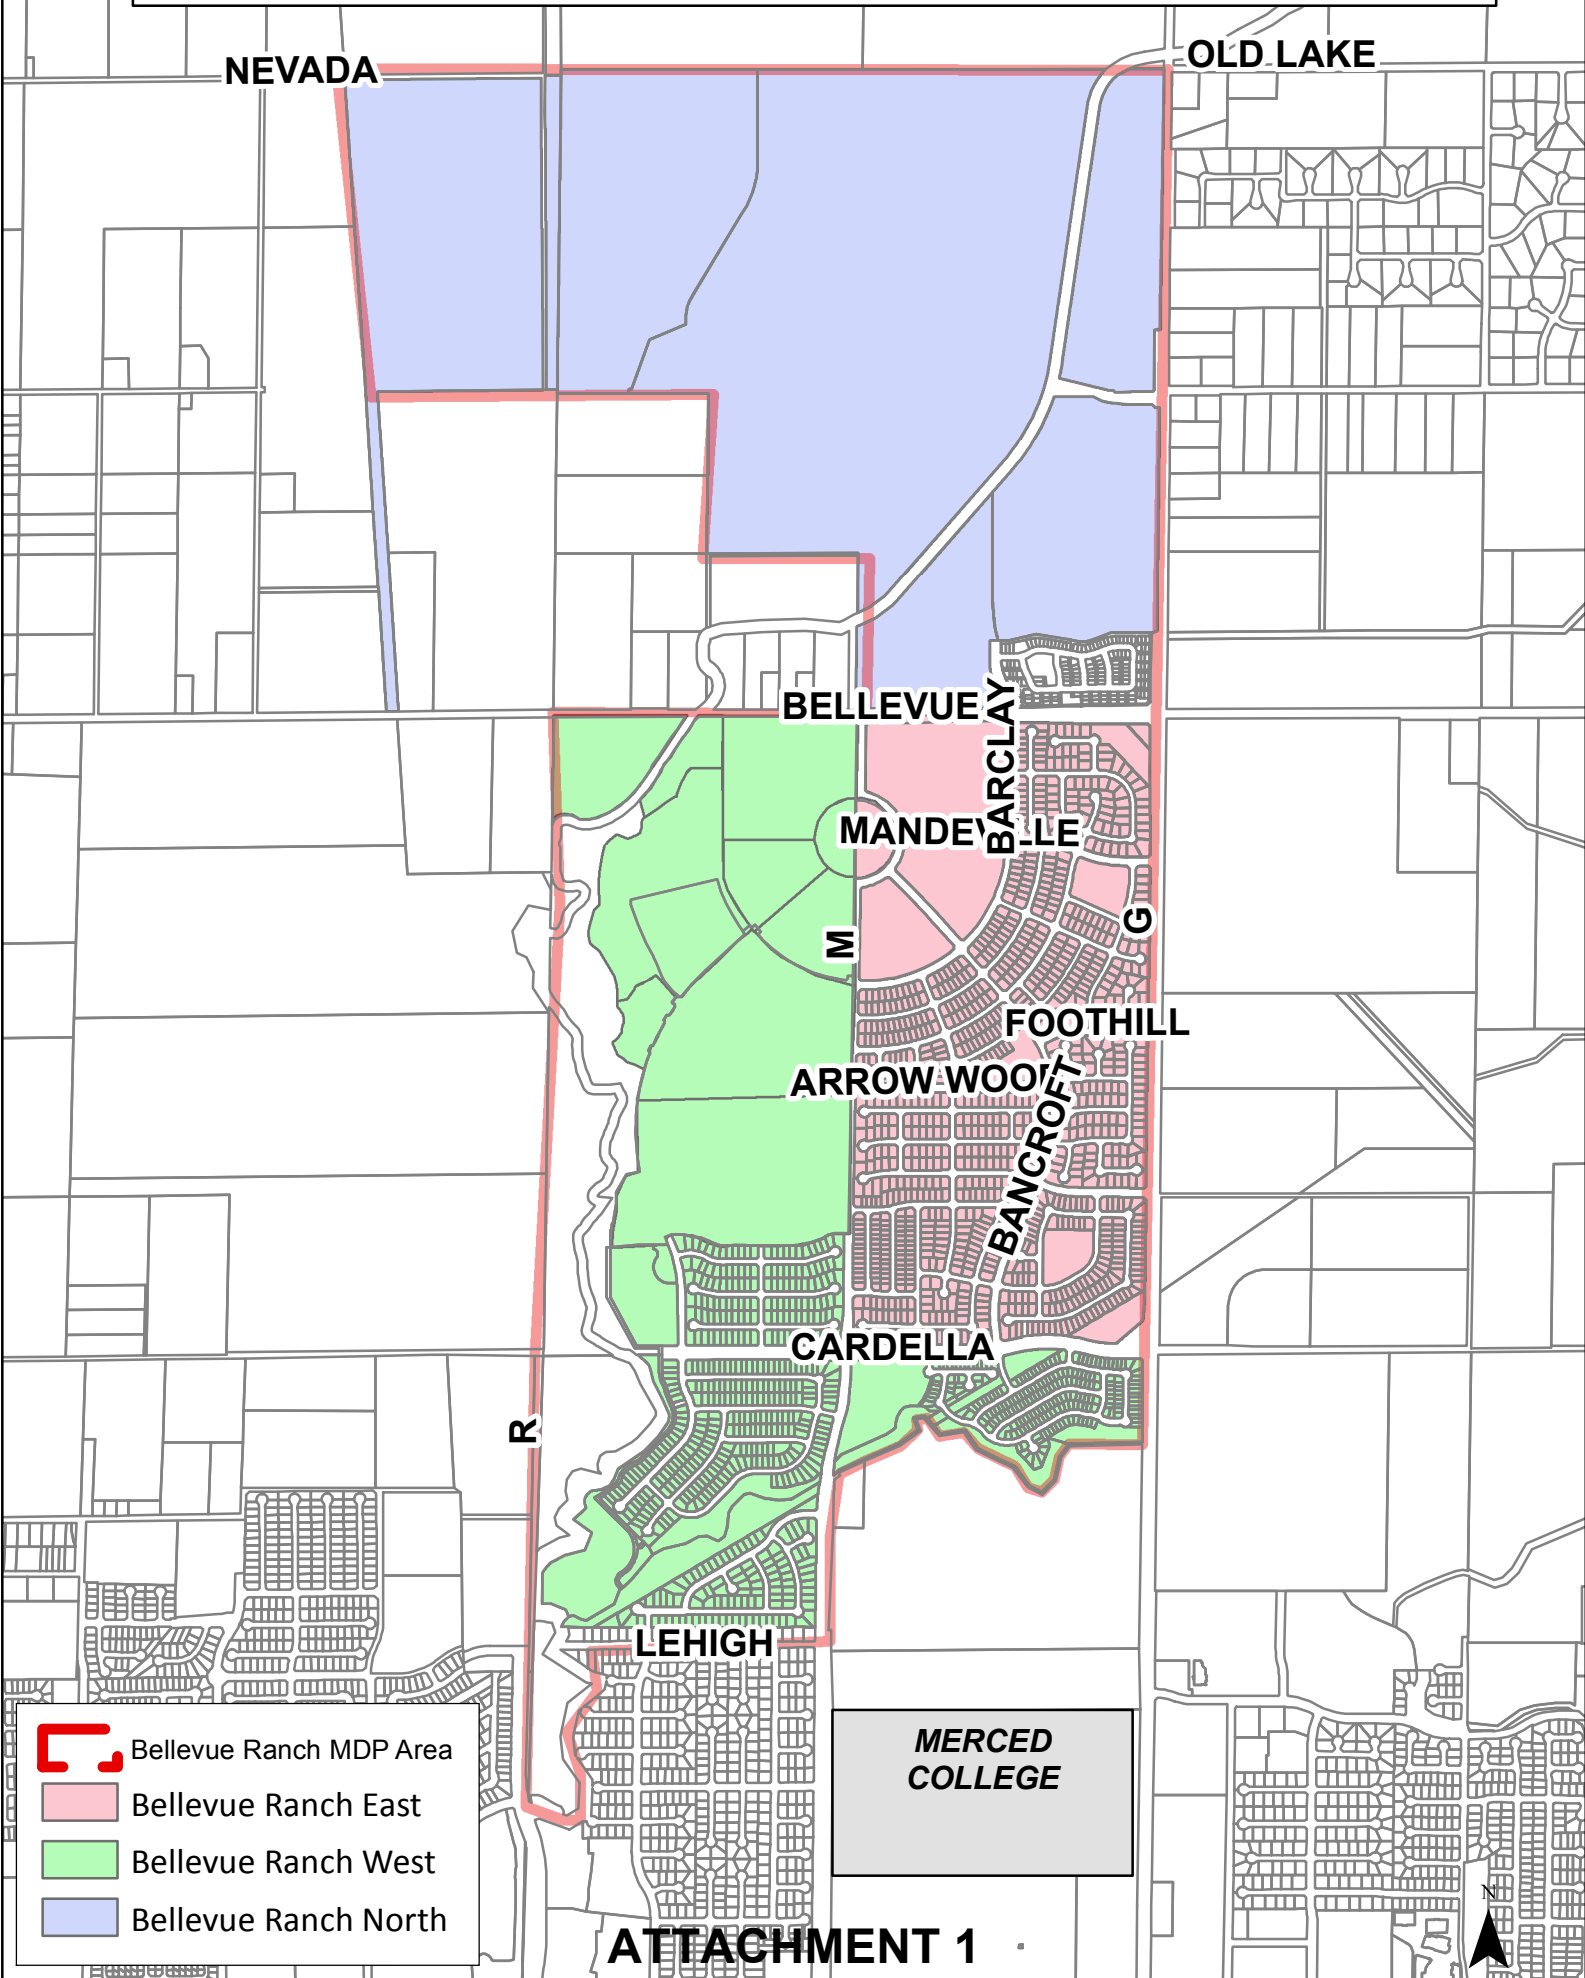 NEVADA
OLD LAKE
BELLEVUE
BARCLAY
MANDEVILLE
G
M
FOOTHILL
ARROW WOOD
BANCROFT
CARDELLA
R
LEHIGH
MERCED
COLLEGE
Bellevue Ranch MDP Area
Bellevue Ranch East
Bellevue Ranch West
Bellevue Ranch North
N
ATTACHMENT 1